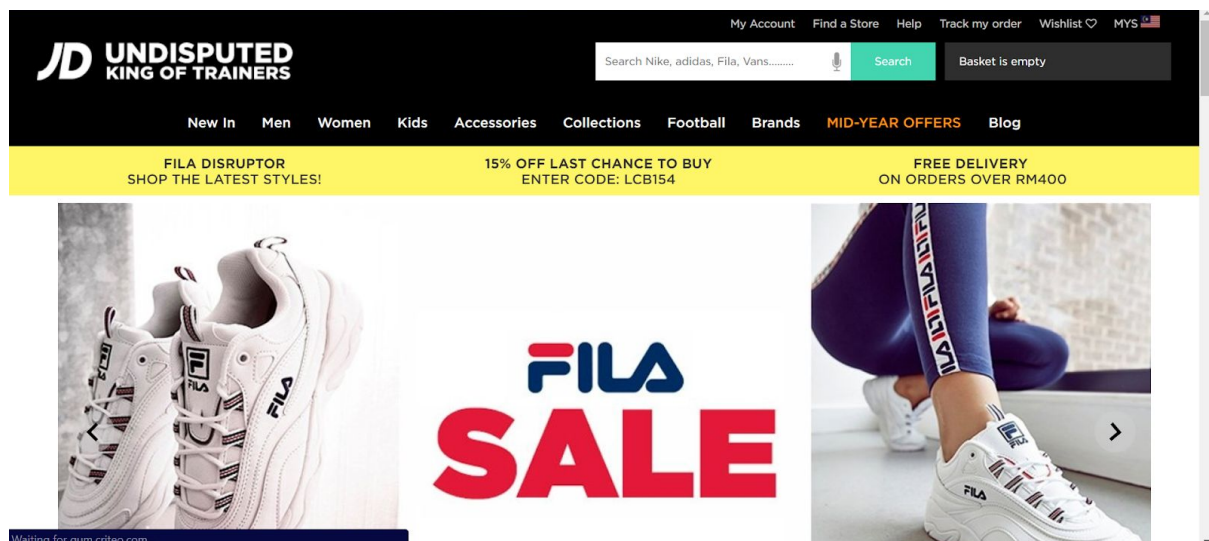 My Account Find a Store Help Track my order Wishlist MYS
JD UNDISPUTED
KING OF TRAINERS
Search Nike, adidas, Fila, Vans......... Search Basket is empty
New In Men Women Kids Accessories Collections Football Brands MID-YEAR OFFERS Blog
FILA DISRUPTOR 15% OFF LAST CHANCE TO BUY FREE DELIVERY
SHOP THE LATEST STYLES! ENTER CODE: LCB154 ON ORDERS OVER RM400
FILA
SALE
FILA
FILA
FILA
FILA FILA FILA
FILA
FILA
Waiting for gum.criteo.com